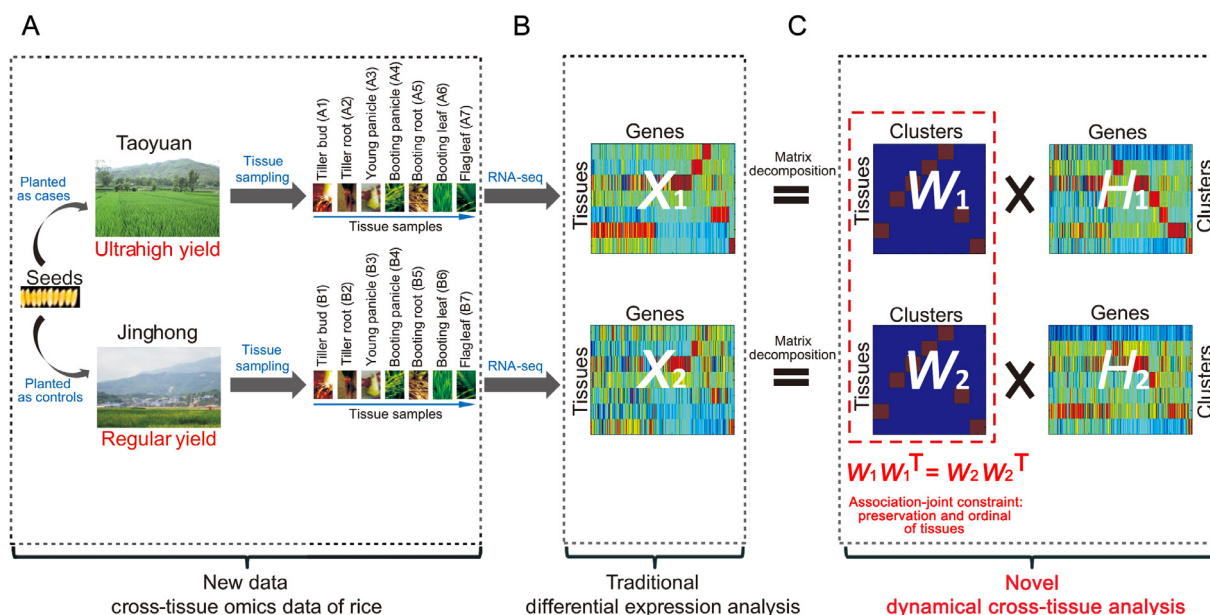 A
B
C
Taoyuan
Planted
as cases
Ultrahigh yield
Seeds
Jinghong
Planted
as controls
Regular yield
Tissue
sampling
Tiller bud (A1)
Tiller root (A2)
Young panicle (A3)
Booting panicle (A4)
Booting root (A5)
Booting leaf (A6)
Flagleaf (A7)
Tissue samples
RNA-seq
Tissue
sampling
Tiller bud (B1)
Tiller root (B2)
Young panicle (B3)
Booting panicle (B4)
Booting root (B5)
Booting leaf (B6)
Flagleaf (B7)
Tissue samples
RNA-seq
Genes
Tissues
X1
Genes
Tissues
X2
Matrix
decomposition
=
Clusters
Tissues
W1
X
Genes
H1
Clusters
Matrix
decomposition
=
Clusters
Tissues
W2
X
Genes
H2
Clusters
W1W1^T = W2W2^T
Association-joint constraint:
preservation and ordinal
of tissues
New data
cross-tissue omics data of rice
Traditional
differential expression analysis
Novel
dynamical cross-tissue analysis